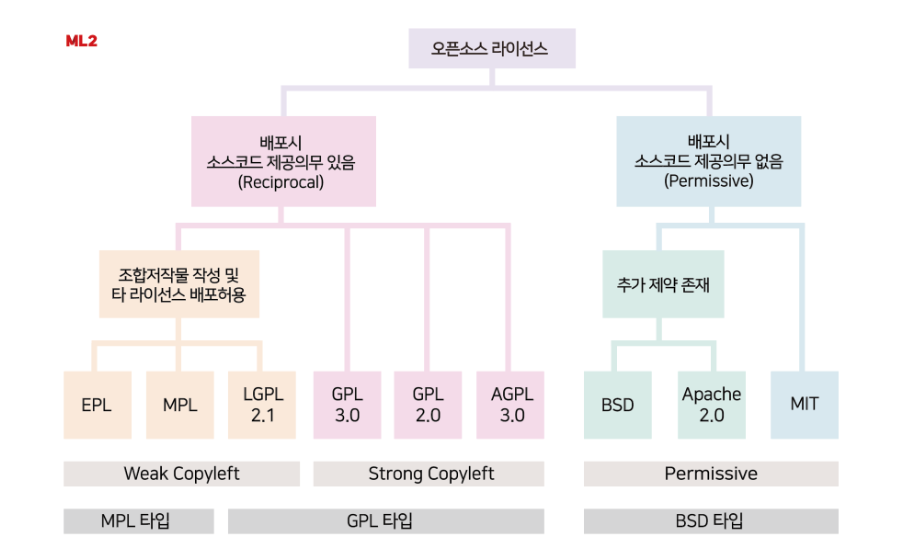 ML2
오픈소스 라이선스
배포시
소스코드 제공의무 있음
(Reciprocal)
배포시
소스코드 제공의무 없음
(Permissive)
조합저작물 작성 및
타 라이선스 배포허용
추가 제약 존재
EPL
MPL
LGPL
2.1
GPL
3.0
GPL
2.0
AGPL
3.0
BSD
Apache
2.0
MIT
Weak Copyleft
Strong Copyleft
Permissive
MPL 타입
GPL 타입
BSD 타입